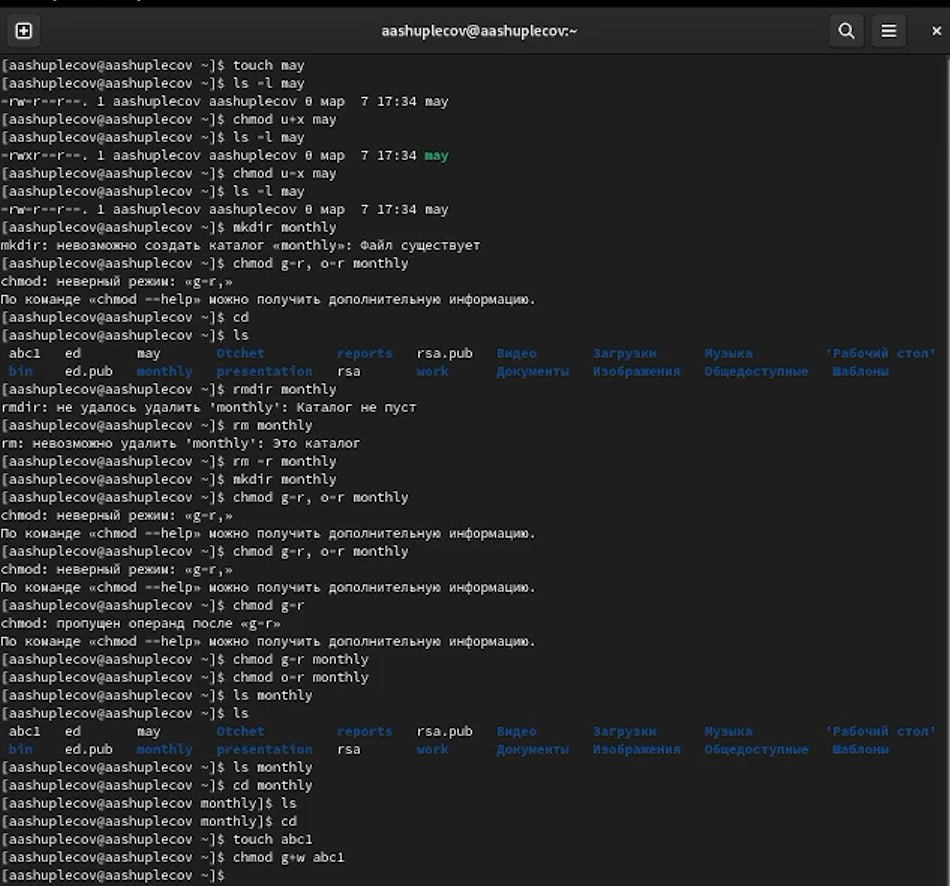 aashuplecov@aashuplecov:~
[aashuplecov@aashuplecov ~]$ touch may
[aashuplecov@aashuplecov ~]$ ls -l may
-rw-r--r--. 1 aashuplecov aashuplecov 0 мар  7 17:34 may
[aashuplecov@aashuplecov ~]$ chmod u+x may
[aashuplecov@aashuplecov ~]$ ls -l may
-rwxr--r--. 1 aashuplecov aashuplecov 0 мар  7 17:34 may
[aashuplecov@aashuplecov ~]$ chmod u-x may
[aashuplecov@aashuplecov ~]$ ls -l may
-rw-r--r--. 1 aashuplecov aashuplecov 0 мар  7 17:34 may
[aashuplecov@aashuplecov ~]$ mkdir monthly
mkdir: невозможно создать каталог «monthly»: Файл существует
[aashuplecov@aashuplecov ~]$ chmod g=r, o=r monthly
chmod: неверный режим: «g=r,»
По команде «chmod --help» можно получить дополнительную информацию.
[aashuplecov@aashuplecov ~]$ cd
[aashuplecov@aashuplecov ~]$ ls
abc1 ed may Otchet reports rsa.pub Видео Загрузки Музыка 'Рабочий стол'
bin ed.pub monthly presentation rsa work Документы Изображения Общедоступные Шаблоны
[aashuplecov@aashuplecov ~]$ rmdir monthly
rmdir: не удалось удалить 'monthly': Каталог не пуст
[aashuplecov@aashuplecov ~]$ rm monthly
rm: невозможно удалить 'monthly': Это каталог
[aashuplecov@aashuplecov ~]$ rm -r monthly
[aashuplecov@aashuplecov ~]$ mkdir monthly
[aashuplecov@aashuplecov ~]$ chmod g=r, o=r monthly
chmod: неверный режим: «g=r,»
По команде «chmod --help» можно получить дополнительную информацию.
[aashuplecov@aashuplecov ~]$ chmod g=r, o=r monthly
chmod: неверный режим: «g=r,»
По команде «chmod --help» можно получить дополнительную информацию.
[aashuplecov@aashuplecov ~]$ chmod g=r
chmod: пропущен операнд после «g=r»
По команде «chmod --help» можно получить дополнительную информацию.
[aashuplecov@aashuplecov ~]$ chmod g=r monthly
[aashuplecov@aashuplecov ~]$ chmod o=r monthly
[aashuplecov@aashuplecov ~]$ ls monthly
[aashuplecov@aashuplecov ~]$ ls
abc1 ed may Otchet reports rsa.pub Видео Загрузки Музыка 'Рабочий стол'
bin ed.pub monthly presentation rsa work Документы Изображения Общедоступные Шаблоны
[aashuplecov@aashuplecov ~]$ ls monthly
[aashuplecov@aashuplecov ~]$ cd monthly
[aashuplecov@aashuplecov monthly]$ ls
[aashuplecov@aashuplecov monthly]$ cd
[aashuplecov@aashuplecov ~]$ touch abc1
[aashuplecov@aashuplecov ~]$ chmod g+w abc1
[aashuplecov@aashuplecov ~]$